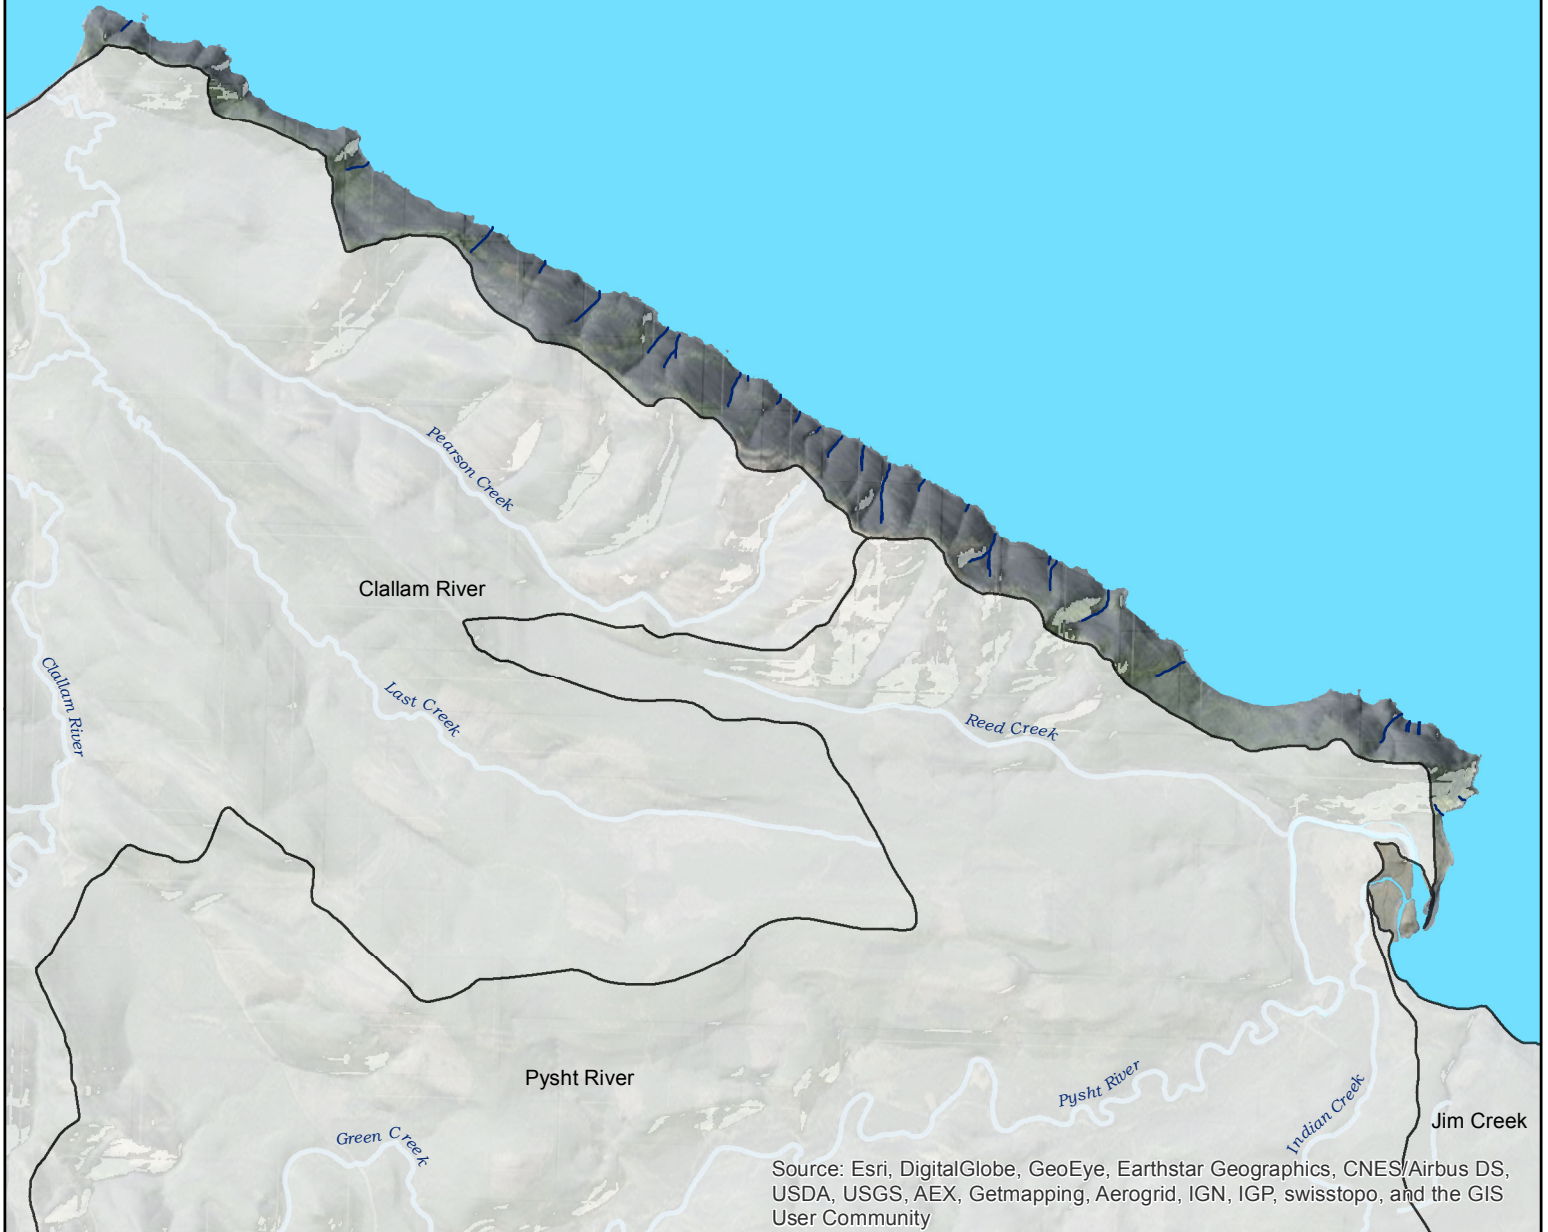 Pearson Creek
Clallam River
Clallam River
Last Creek
Reed Creek
Pysht River
Pysht River
Indian Creek
Jim Creek
Green Creek
Source: Esri, DigitalGlobe, GeoEye, Earthstar Geographics, CNES/Airbus DS,
USDA, USGS, AEX, Getmapping, Aerogrid, IGN, IGP, swisstopo, and the GIS
User Community